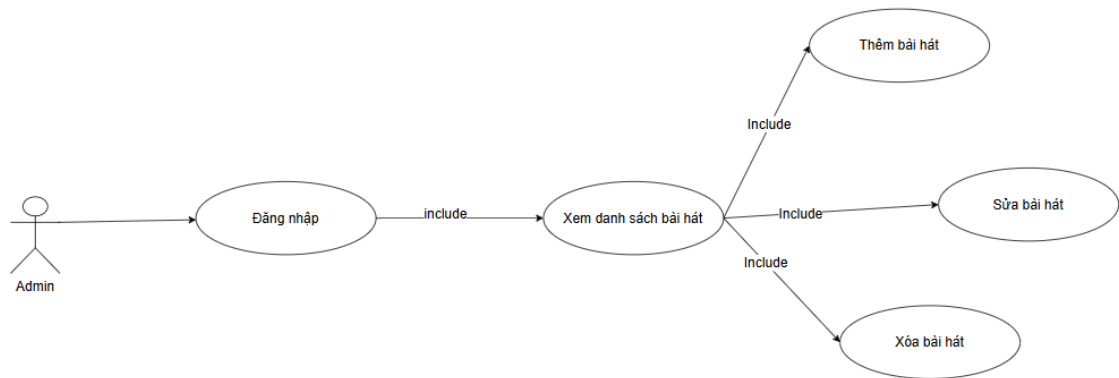 Thêm bài hát
Include
Đăng nhập
include
Xem danh sách bài hát
Include
Sửa bài hát
Include
Admin
Xóa bài hát